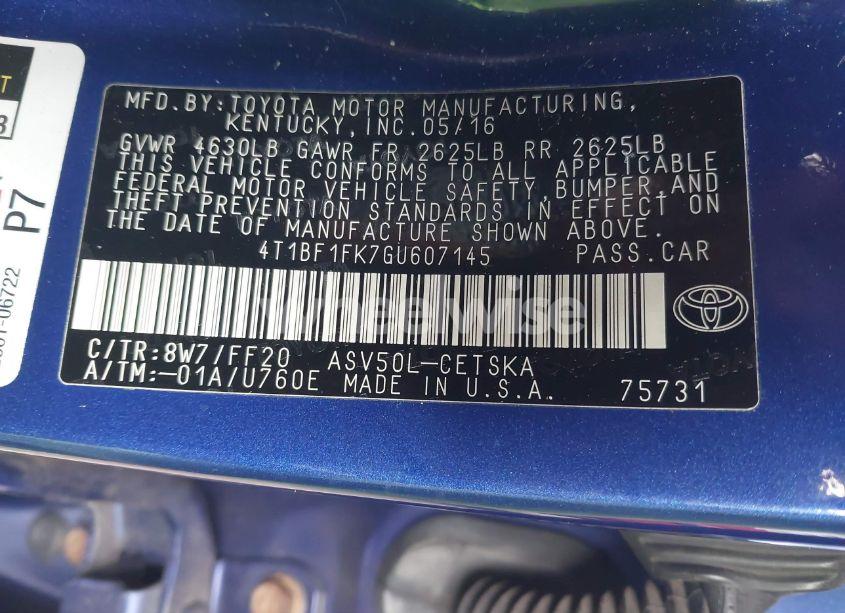 MFD. BY: TOYOTA MOTOR MANUFACTURING,
KENTUCKY, INC. 05/16
GVWR 4630LB GAWR FR 2625LB RR 2625LB
THIS VEHICLE CONFORMS TO ALL APPLICABLE
FEDERAL MOTOR VEHICLE SAFETY, BUMPER, AND
THEFT PREVENTION STANDARDS IN EFFECT ON
THE DATE OF MANUFACTURE SHOWN ABOVE.
4T1BF1FK7GU607145 PASS.CAR
wheelwise
C/TR:8W7/FF20 ASV50L-CETSKA
A/TM:-01A/U760E MADE IN U.S.A. 75731
P7